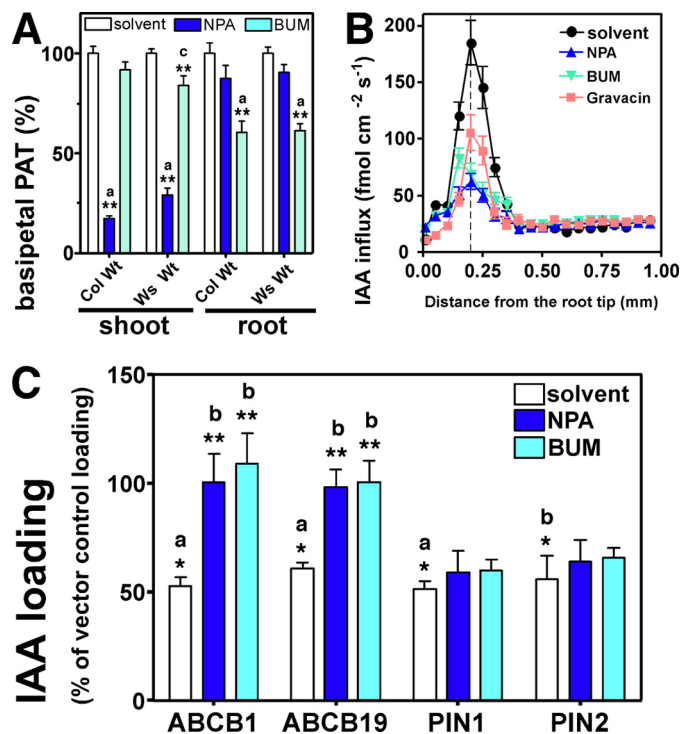 A
solvent NPA BUM
basipetal PAT (%)
100
50
0
a
**
c
**
a
**
a
**
a
**
Col Wt Ws Wt Col Wt Ws Wt
shoot root
B
IAA influx (fmol cm⁻² s⁻¹)
200
150
100
50
0
solvent
NPA
BUM
Gravacin
0.00 0.25 0.50 0.75 1.00
Distance from the root tip (mm)
C
IAA loading
(% of vector control loading)
150
100
50
0
solvent
NPA
BUM
a
*
b
**
b
**
a
*
b
**
b
**
a
*
b
*
ABCB1 ABCB19 PIN1 PIN2